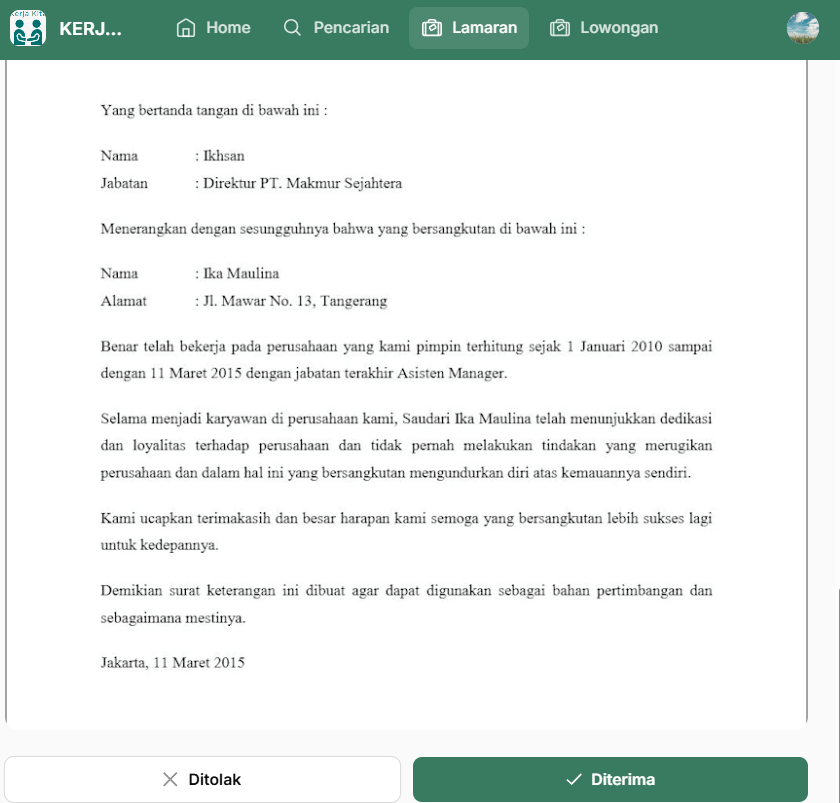 Kerja Kita
KERJ...
Home
Pencarian
Lamaran
Lowongan
Yang bertanda tangan di bawah ini :
Nama : Ikhsan
Jabatan : Direktur PT. Makmur Sejahtera
Menerangkan dengan sesungguhnya bahwa yang bersangkutan di bawah ini :
Nama : Ika Maulina
Alamat : Jl. Mawar No. 13, Tangerang
Benar telah bekerja pada perusahaan yang kami pimpin terhitung sejak 1 Januari 2010 sampai
dengan 11 Maret 2015 dengan jabatan terakhir Asisten Manager.
Selama menjadi karyawan di perusahaan kami, Saudari Ika Maulina telah menunjukkan dedikasi
dan loyalitas terhadap perusahaan dan tidak pernah melakukan tindakan yang merugikan
perusahaan dan dalam hal ini yang bersangkutan mengundurkan diri atas kemauannya sendiri.
Kami ucapkan terimakasih dan besar harapan kami semoga yang bersangkutan lebih sukses lagi
untuk kedepannya.
Demikian surat keterangan ini dibuat agar dapat digunakan sebagai bahan pertimbangan dan
sebagaimana mestinya.
Jakarta, 11 Maret 2015
Ditolak
Diterima